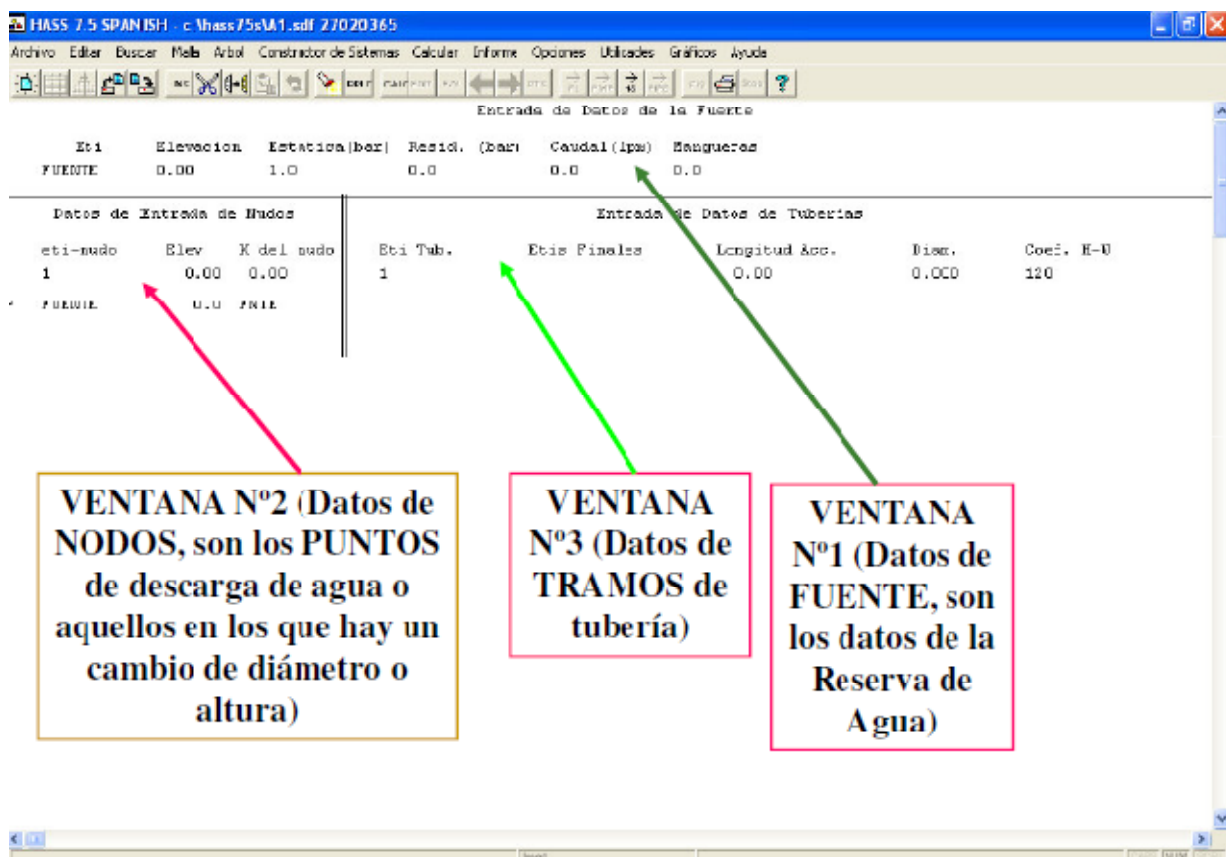 HASS 7.5 SPANISH - c:\hass75s\A1.sdf 27020365
Archivo Editar Buscar Malla Arbol Constructor de Sistemas Calcular Informe Opciones Utilidades Gráficos Ayuda
Entrada de Datos de la Fuente
Eti Elevacion Estatica(bar) Resid. (bar) Caudal(lpm) Mangueras
FUENTE 0.00 1.0 0.0 0.0 0.0
Datos de Entrada de Nudos Entrada de Datos de Tuberias
eti-nudo Elev K del nudo Eti Tub. Etis Finales Longitud Acc. Diam. Coef. H-W
1 0.00 0.00 1 0.00 0.000 120
FUENTE 0.0 FNTE
VENTANA Nº2 (Datos de
NODOS, son los PUNTOS
de descarga de agua o
aquellos en los que hay un
cambio de diámetro o
altura)
VENTANA
Nº3 (Datos de
TRAMOS de
tubería)
VENTANA
Nº1 (Datos de
FUENTE, son
los datos de la
Reserva de
Agua)